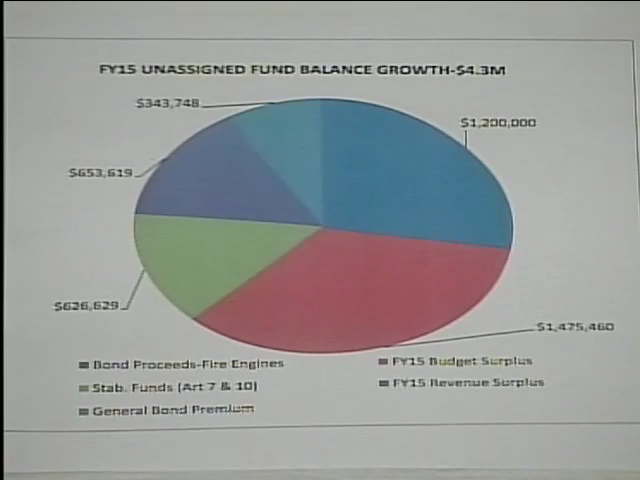 FY15 UNASSIGNED FUND BALANCE GROWTH-$4.3M
$343,748
$1,200,000
$653,619
$626,629
$1,475,460
Bond Proceeds-Fire Engines
FY15 Budget Surplus
Stab. Funds (Art 7 & 10)
FY15 Revenue Surplus
General Bond Premium